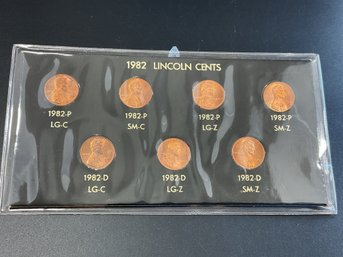 1982 LINCOLN CENTS
1982-P 1982-P 1982-P 1982-P
LG-C SM-C LG-Z SM-Z
1982-D 1982-D 1982-D
LG-C LG-Z SM-Z